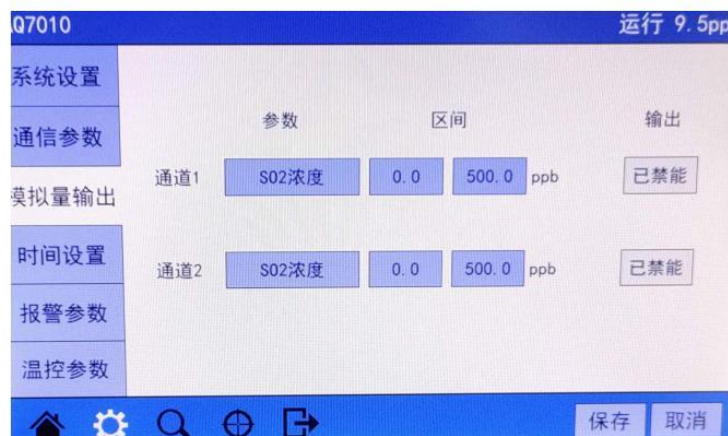 Q7010 运行 9.5pp
系统设置
通信参数
模拟量输出
时间设置
报警参数
温控参数
参数 区间 输出
通道1 SO2浓度 0.0 500.0 ppb 已禁能
通道2 SO2浓度 0.0 500.0 ppb 已禁能
保存 取消